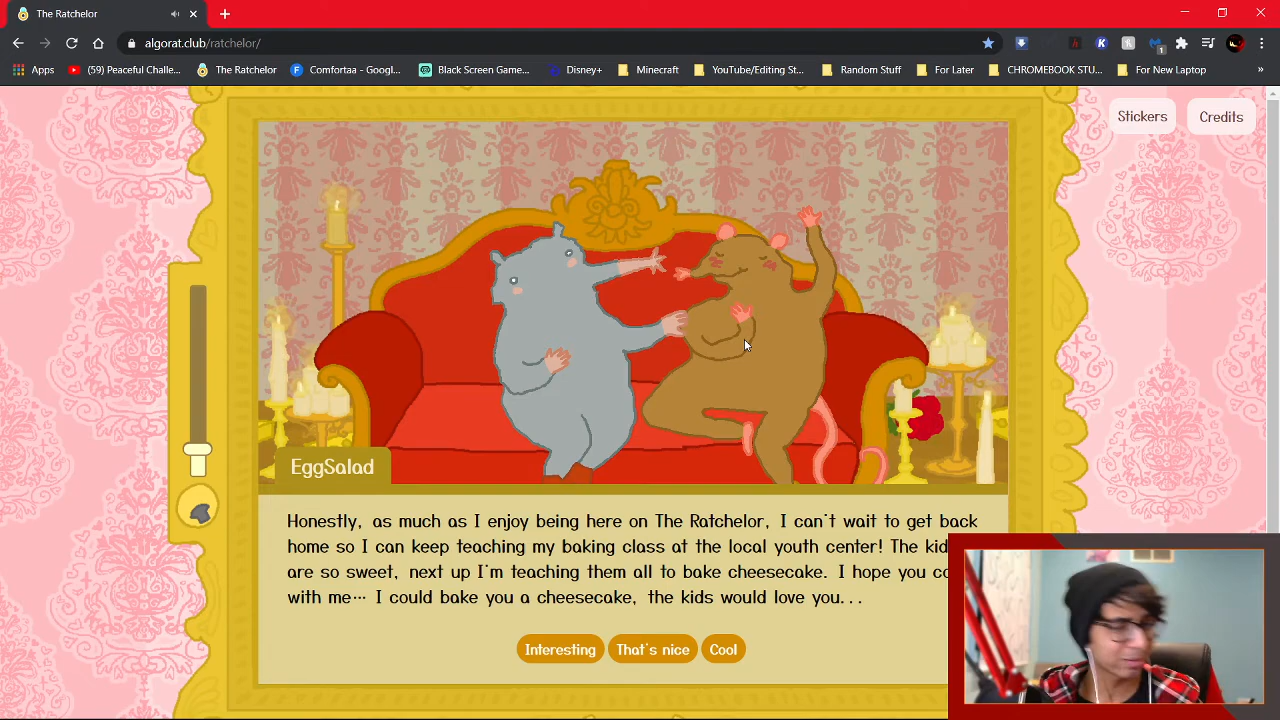 The Ratchelor
algorat.club/ratchelor/
1
Apps
(59) Peaceful Challe...
The Ratchelor
Comfortaa - Googl...
Black Screen Game...
Disney+
Minecraft
YouTube/Editing St...
Random Stuff
For Later
CHROMEBOOK STU...
For New Laptop
»
Stickers
Credits
EggSalad
Honestly, as much as I enjoy being here on The Ratchelor, I can't wait to get back
home so I can keep teaching my baking class at the local youth center! The kid
are so sweet, next up I'm teaching them all to bake cheesecake. I hope you co
with me... I could bake you a cheesecake, the kids would love you...
Interesting
That's nice
Cool